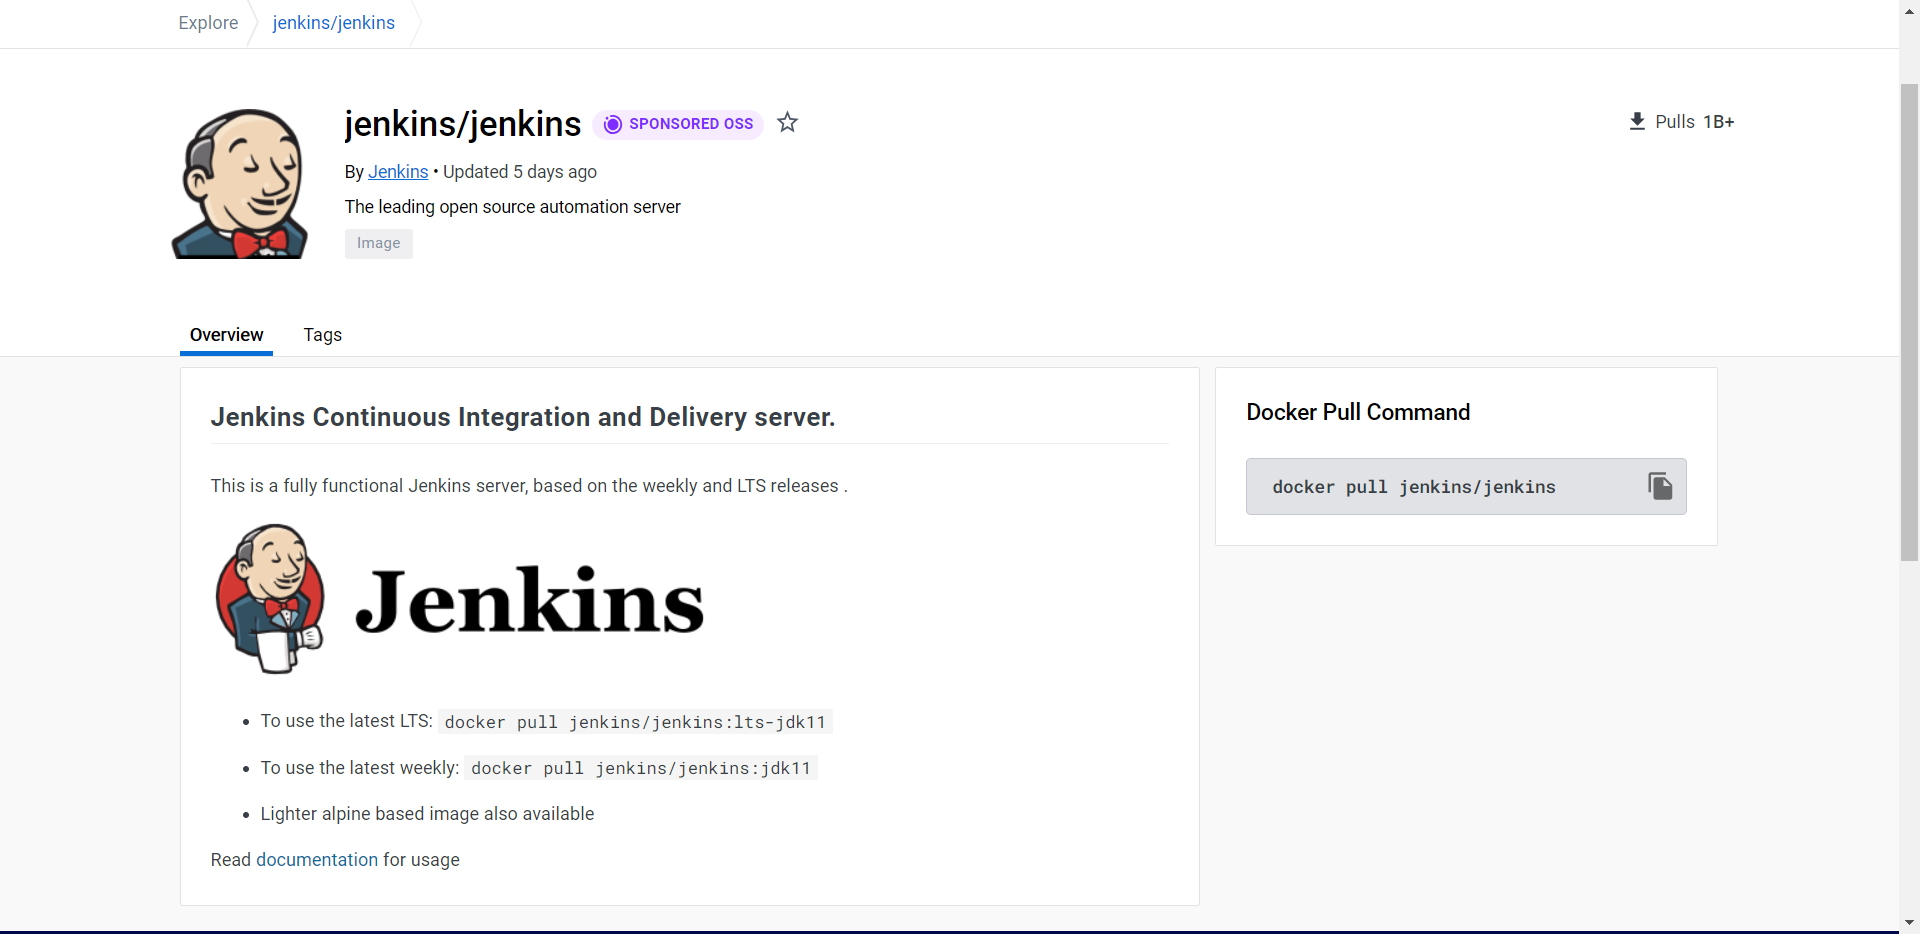 Explore jenkins/jenkins
jenkins/jenkins SPONSORED OSS
Pulls 1B+
By Jenkins • Updated 5 days ago
The leading open source automation server
Image
Overview Tags
Jenkins Continuous Integration and Delivery server.
This is a fully functional Jenkins server, based on the weekly and LTS releases .
Jenkins
• To use the latest LTS: docker pull jenkins/jenkins:lts-jdk11
• To use the latest weekly: docker pull jenkins/jenkins:jdk11
• Lighter alpine based image also available
Read documentation for usage
Docker Pull Command
docker pull jenkins/jenkins